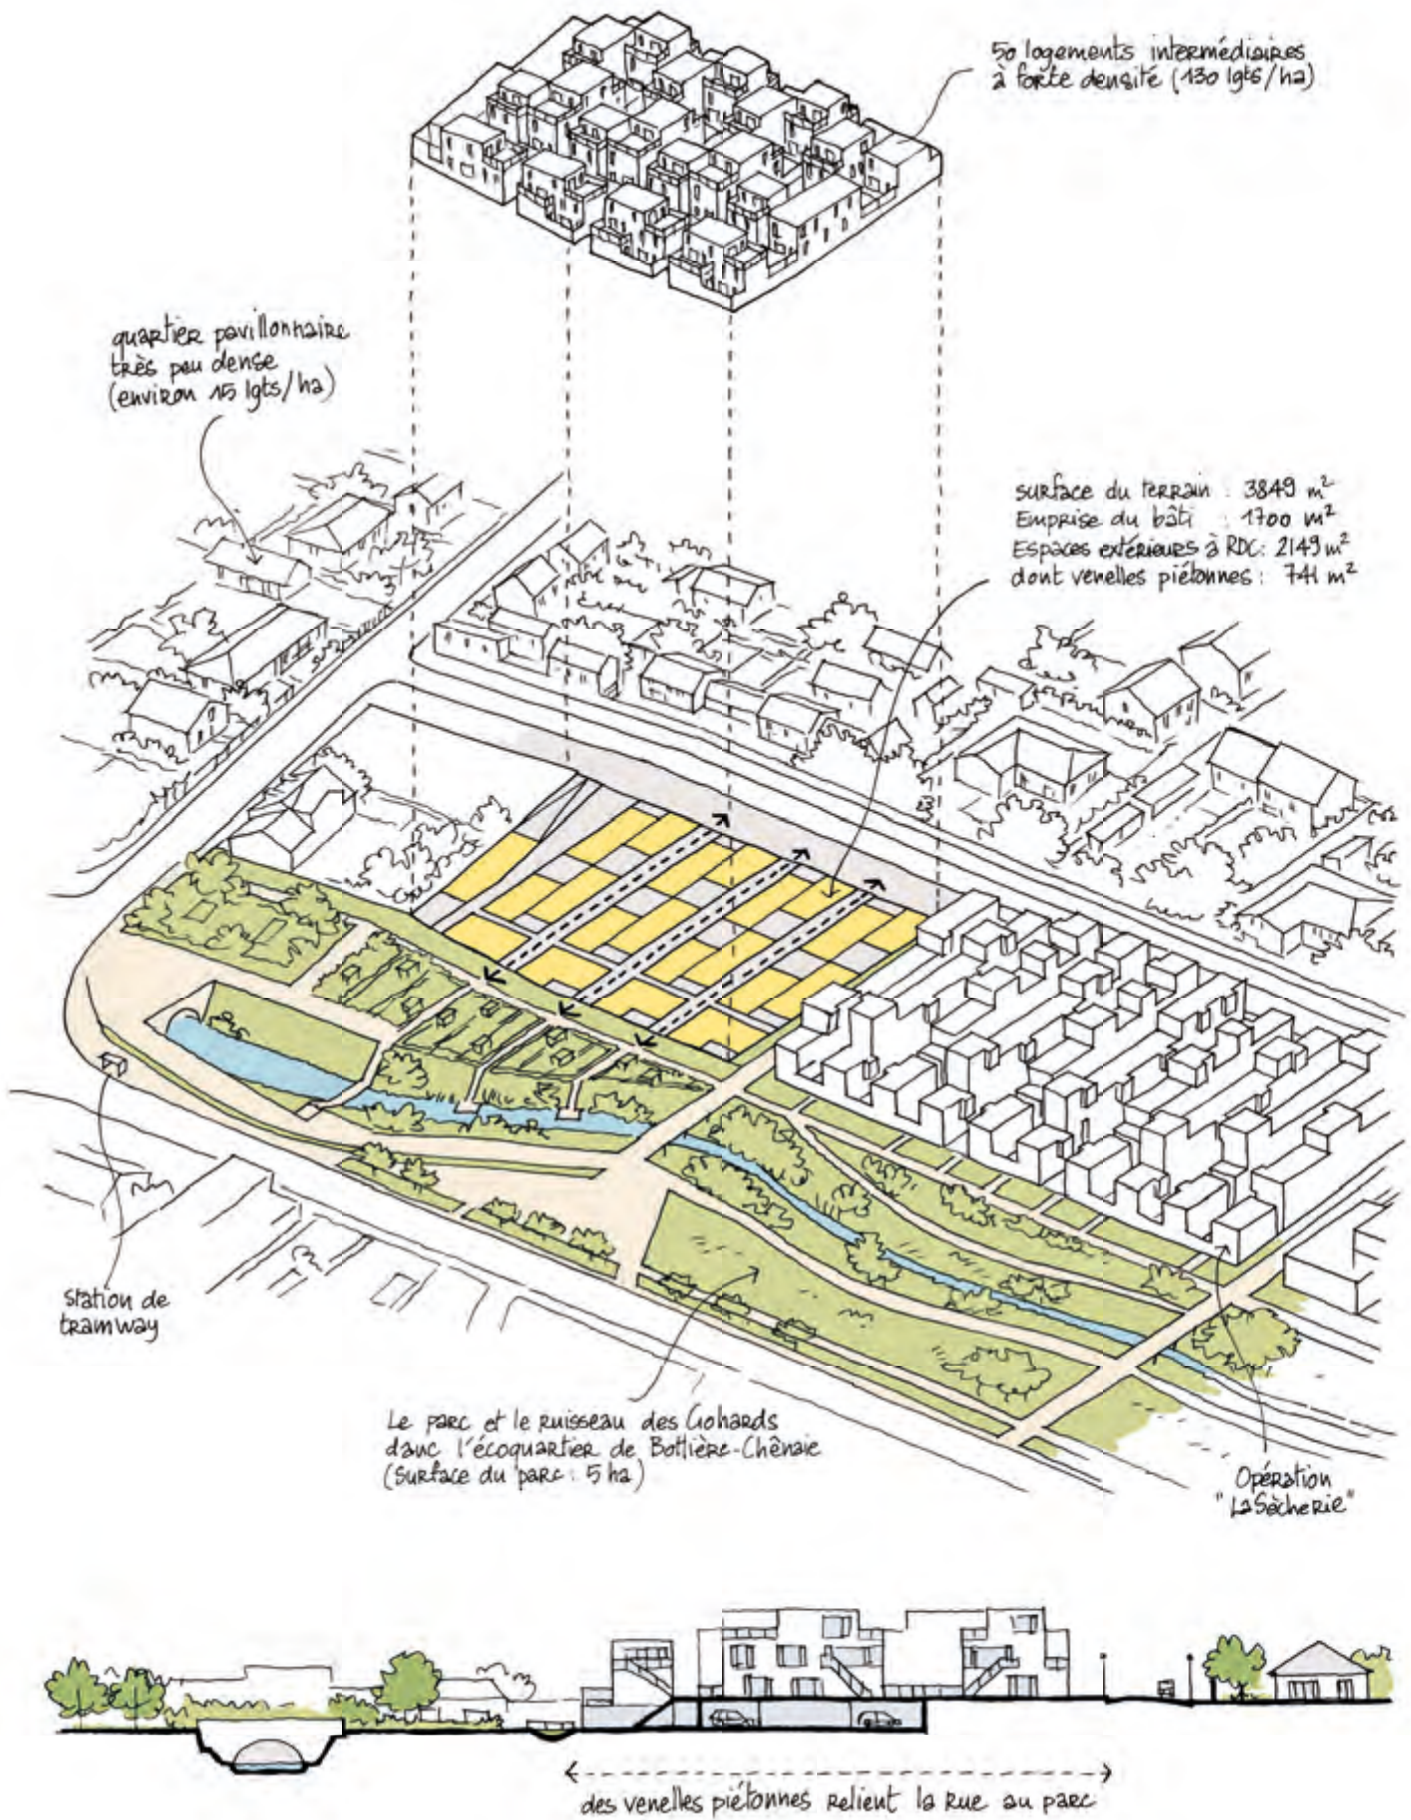 50 logements intermédiaires
à forte densité (130 lgts/ha)
quartier pavillonnaire
très peu dense
(environ 15 lgts/ha)
surface du terrain : 3849 m²
Emprise du bâti : 1700 m²
Espaces extérieurs à RDC: 2149 m²
dont venelles piétonnes : 741 m²
station de
tramway
Le parc et le ruisseau des Gohards
danc l'écoquartier de Bottière-Chênaie
(surface du parc : 5 ha)
Opération
"La Sècherie"
des venelles piétonnes relient la rue au parc